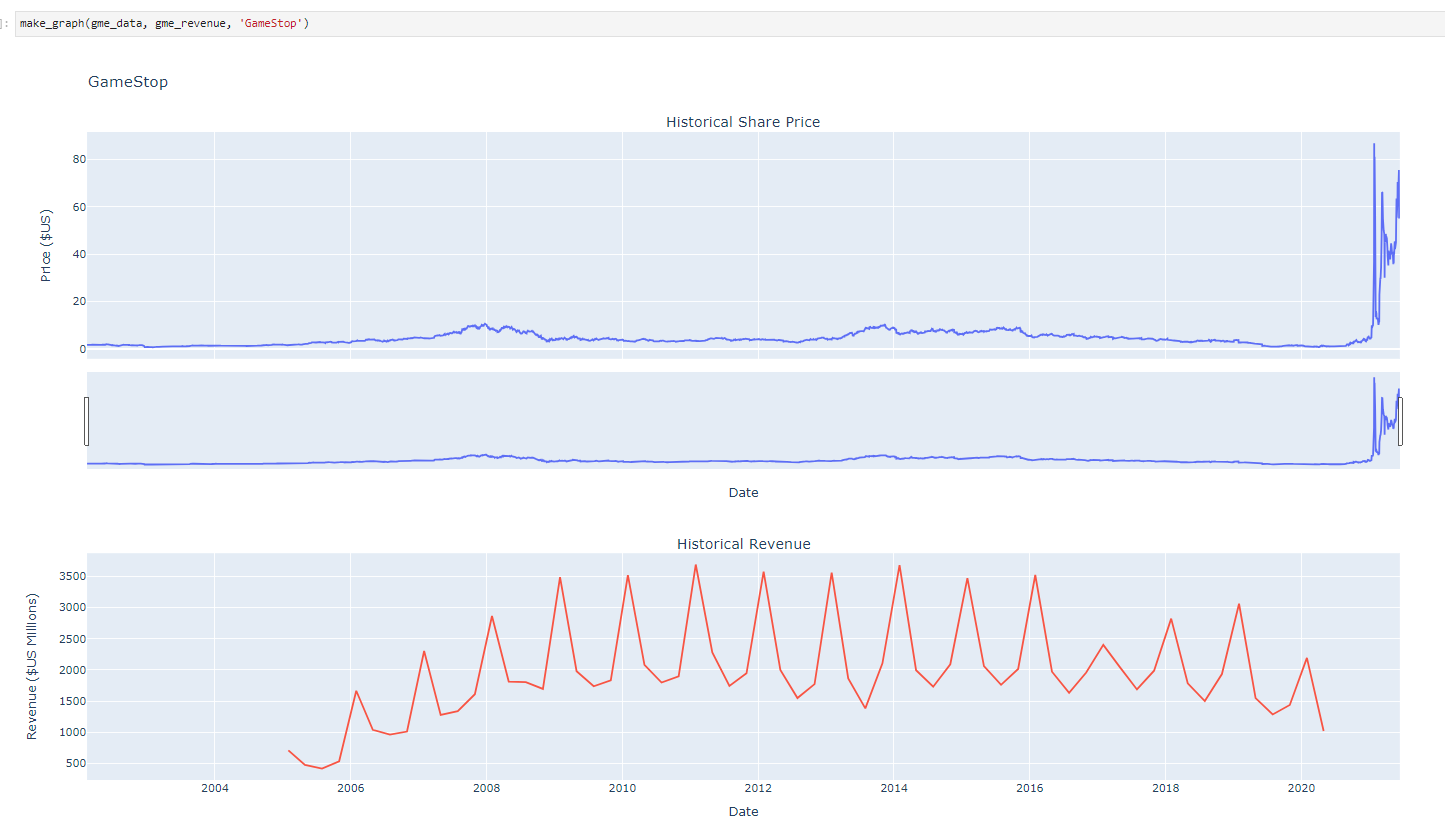 ]: make_graph(gme_data, gme_revenue, 'GameStop')
GameStop
Historical Share Price
80
60
40
20
0
Price ($US)
Date
Historical Revenue
3500
3000
2500
2000
1500
1000
500
Revenue ($US Millions)
2004 2006 2008 2010 2012 2014 2016 2018 2020
Date